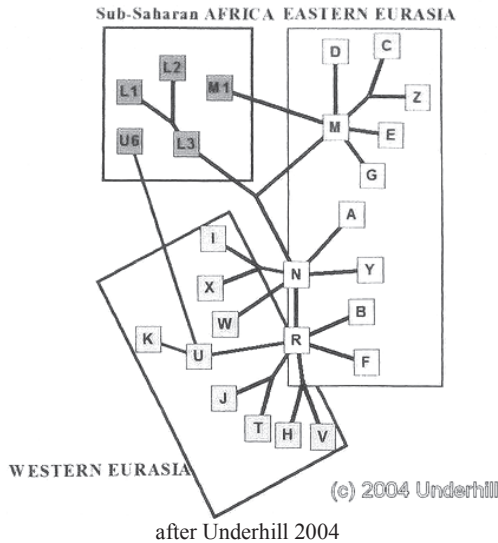 Sub-Saharan AFRICA EASTERN EURASIA
D
C
L2
L1
M1
Z
M
E
U6
L3
G
A
I
N
Y
X
B
W
K
R
U
F
J
T
H
V
WESTERN EURASIA
(c) 2004 Underhill
after Underhill 2004